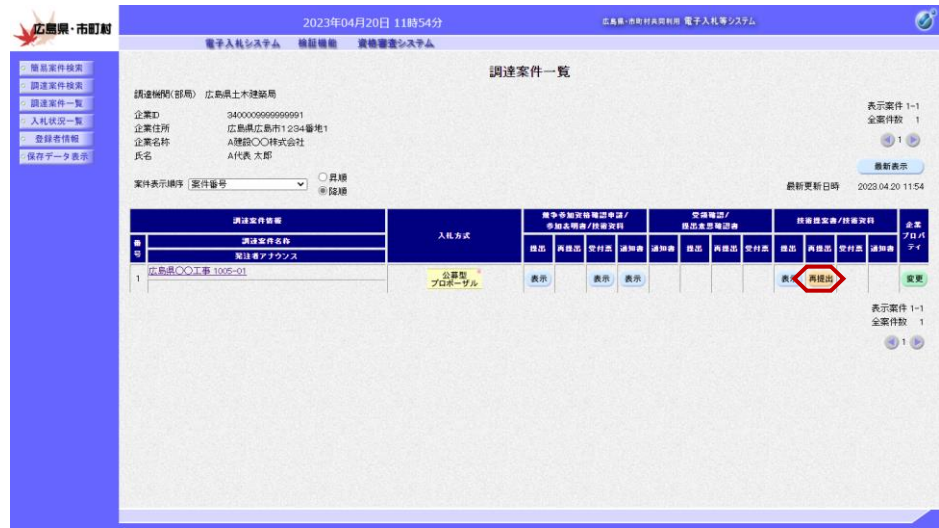 広島県・市町村
2023年04月20日 11時54分
広島県・市町村共同利用 電子入札等システム
電子入札システム 検証機能 資格審査システム
簡易案件検索
調達案件検索
調達案件一覧
入札状況一覧
登録者情報
保存データ表示
調達案件一覧
調達機関(部局) 広島県土木建築局
企業ID 3400009999999991
企業住所 広島県広島市1234番地1
企業名称 A建設〇〇株式会社
氏名 A代表 太郎
案件表示順序 案件番号
昇順
降順
表示案件 1-1
全案件数 1
1
最新表示
最新更新日時 2023.04.20 11:54
調達案件情報
入札方式
競争参加資格確認申請/
参加表明書/技術資料
受領確認/
提出意思確認書
技術提案書/技術資料
企業
プロパ
ティ
番号
調達案件名称
発注者アナウンス
提出 再提出 受付票 通知書 通知書 提出 再提出 受付票 提出 再提出 受付票 通知書
1 広島県〇〇工事 1005-01
公募型
プロポーザル
表示 表示 表示 表示 再提出 変更
表示案件 1-1
全案件数 1
1